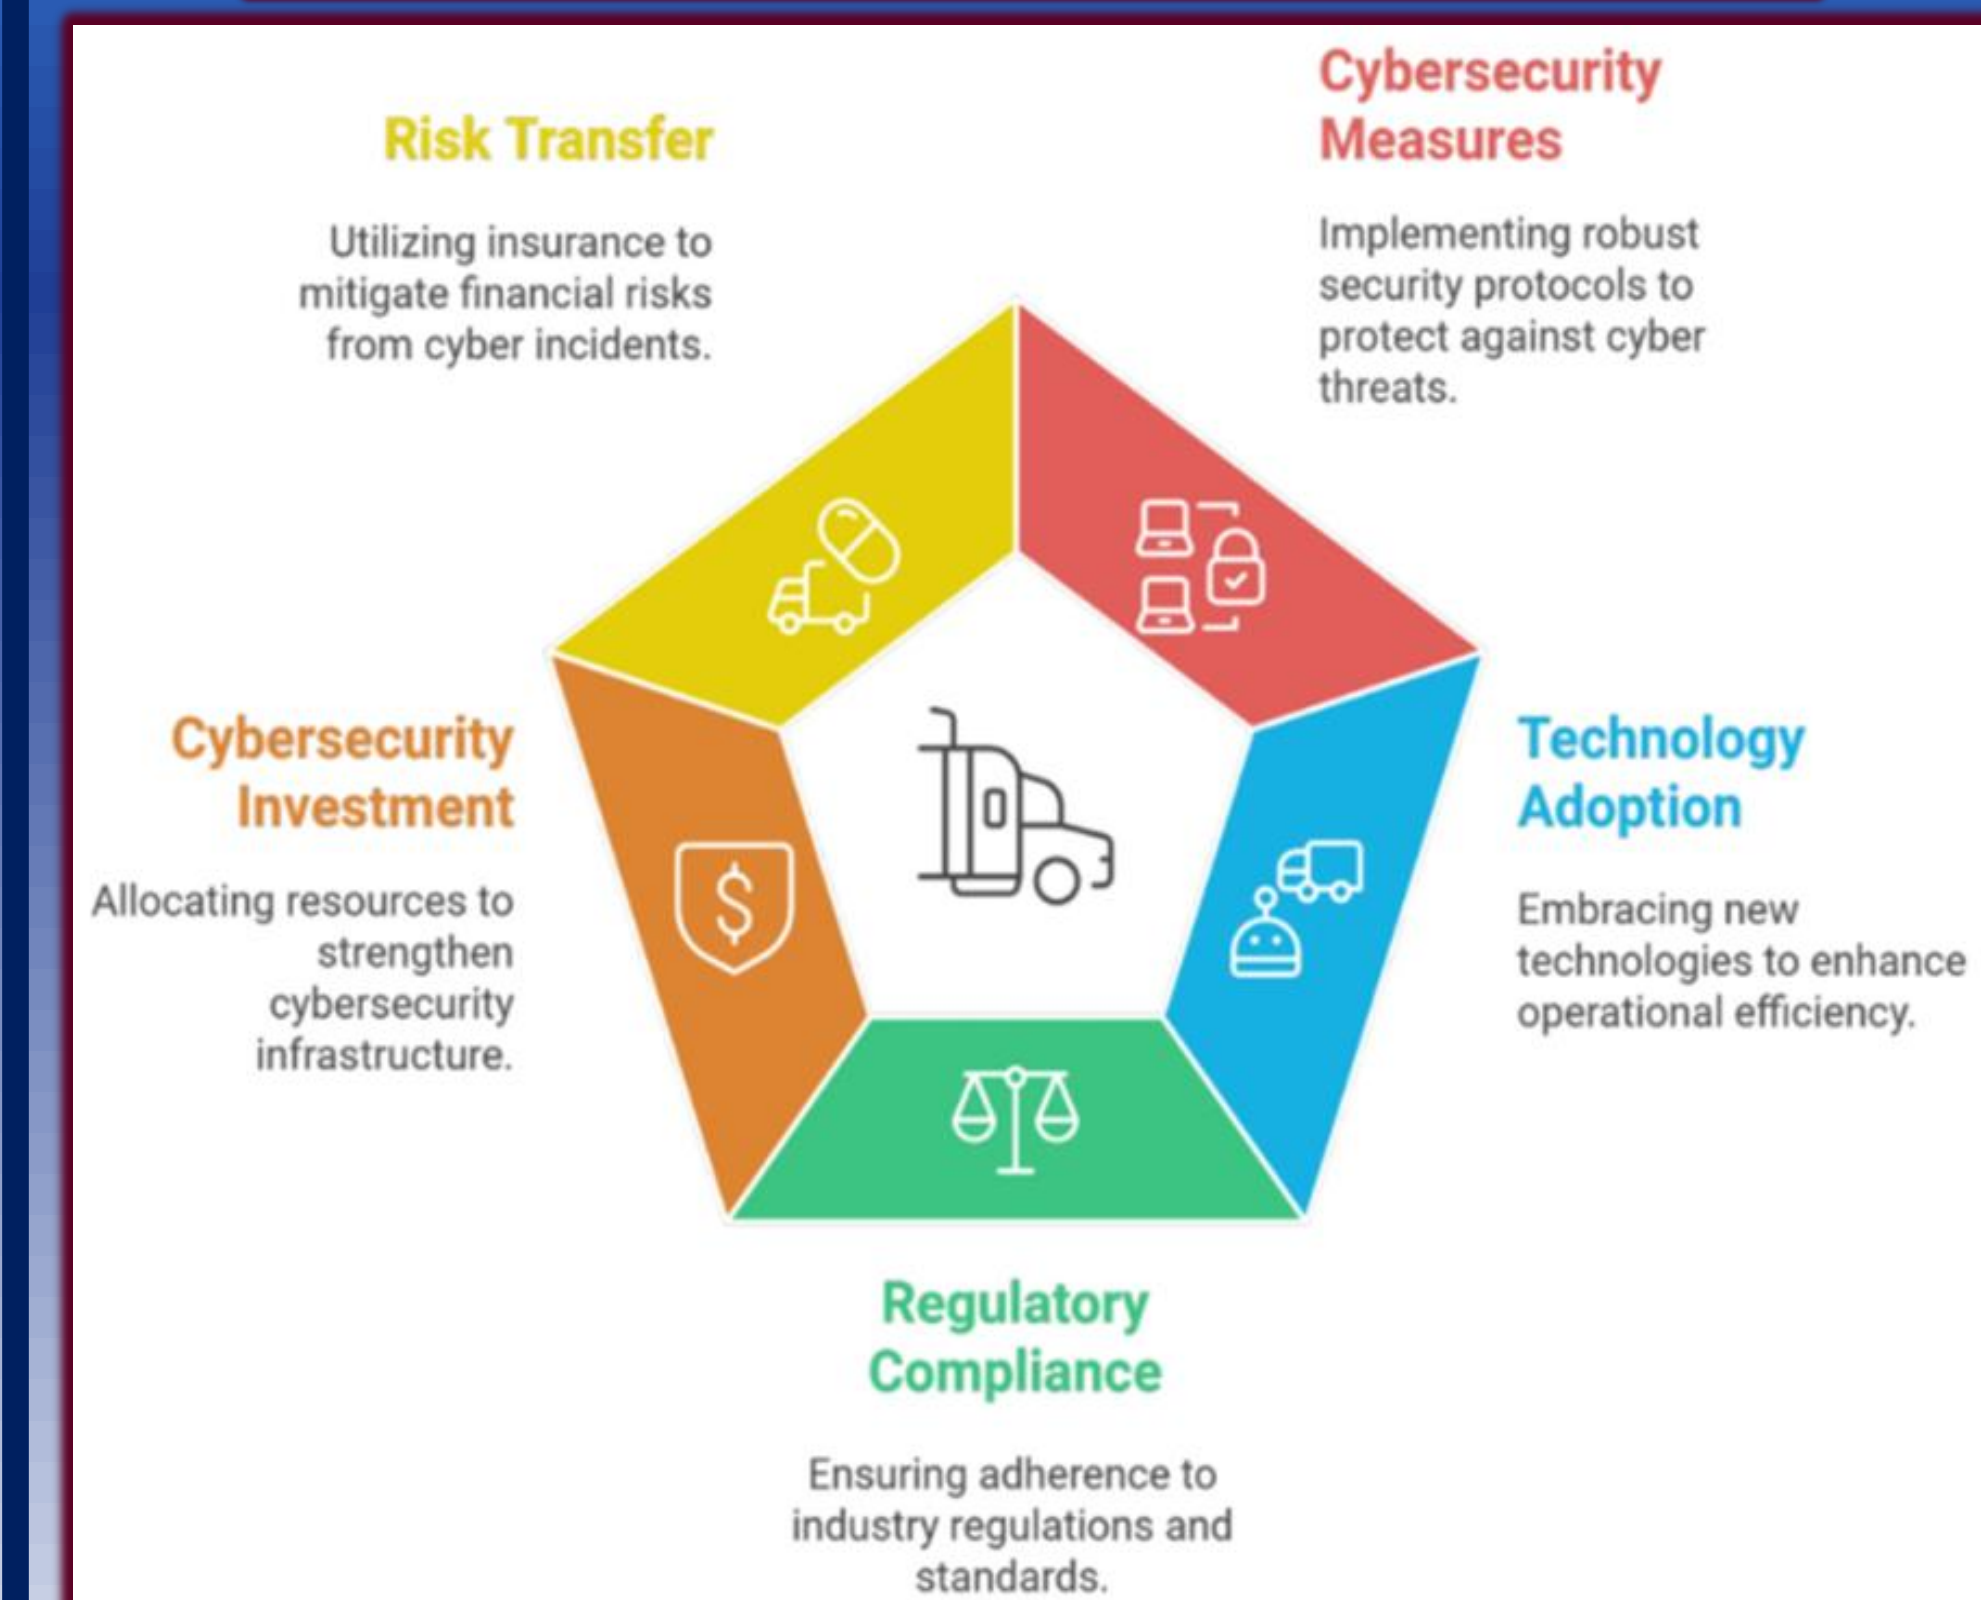 Risk Transfer
Utilizing insurance to
mitigate financial risks
from cyber incidents.
Cybersecurity
Measures
Implementing robust
security protocols to
protect against cyber
threats.
Cybersecurity
Investment
Allocating resources to
strengthen
cybersecurity
infrastructure.
$
Technology
Adoption
Embracing new
technologies to enhance
operational efficiency.
Regulatory
Compliance
Ensuring adherence to
industry regulations and
standards.